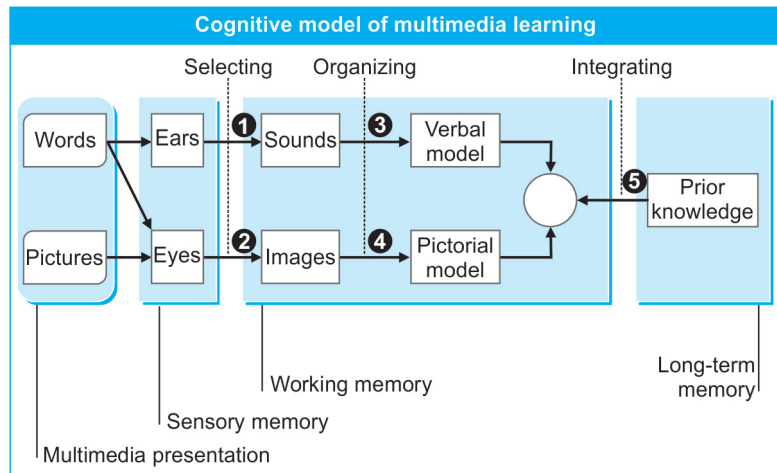 Cognitive model of multimedia learning
Selecting
Organizing
Integrating
Words
Ears
1
Sounds
3
Verbal
model
5
Prior
knowledge
Pictures
Eyes
2
Images
4
Pictorial
model
Working memory
Long-term
memory
Sensory memory
Multimedia presentation